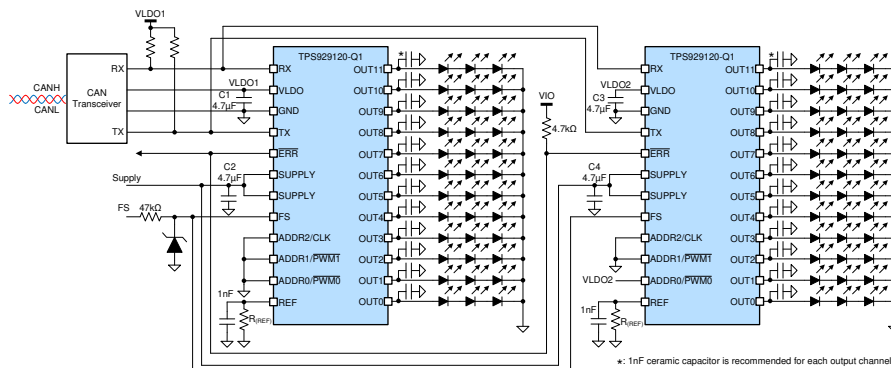 VLDO1
TPS929120-Q1
RX
CANH
CANL
CAN
Transceiver
TX
RX
VLDO1
C1
4.7µF
VLDO
GND
TX
ERR
Supply
C2
4.7µF
SUPPLY
SUPPLY
FS
47kΩ
FS
ADDR2/CLK
ADDR1/PWM1
ADDR0/PWM0
1nF
R(REF)
REF
OUT11
OUT10
OUT9
OUT8
OUT7
OUT6
OUT5
OUT4
OUT3
OUT2
OUT1
OUT0
*
VIO
4.7kΩ
TPS929120-Q1
RX
VLDO2
C3
4.7µF
VLDO
GND
TX
ERR
C4
4.7µF
SUPPLY
SUPPLY
FS
ADDR2/CLK
ADDR1/PWM1
VLDO2
ADDR0/PWM0
1nF
R(REF)
REF
OUT11
OUT10
OUT9
OUT8
OUT7
OUT6
OUT5
OUT4
OUT3
OUT2
OUT1
OUT0
*
*: 1nF ceramic capacitor is recommended for each output channel